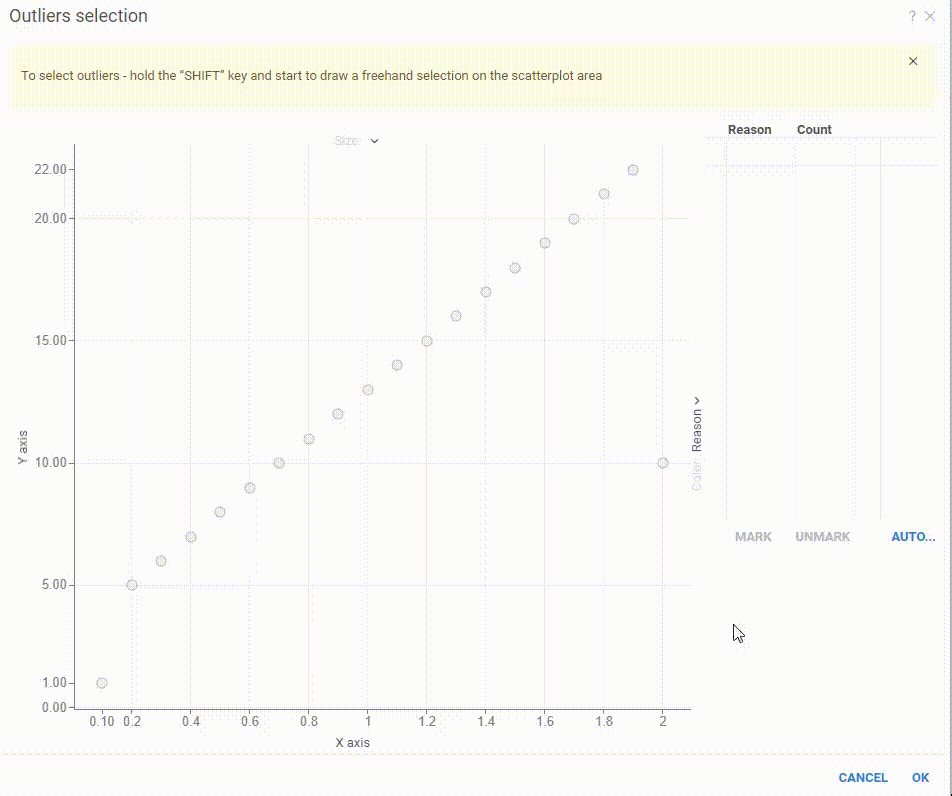 Outliers selection
?
To select outliers - hold the “SHIFT” key and start to draw a freehand selection on the scatterplot area
Reason Count
Size
22.00
20.00
15.00
10.00
5.00
1.00
0.00
Y axis
0.10 0.2 0.4 0.6 0.8 1 1.2 1.4 1.6 1.8 2
X axis
Color Reason
MARK UNMARK AUTO...
CANCEL OK